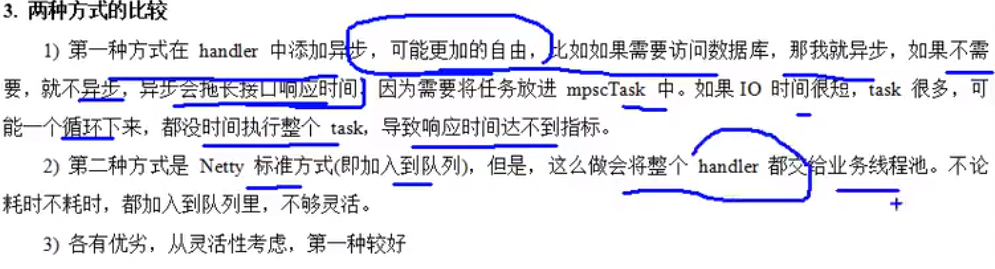 3. 两种方式的比较
1) 第一种方式在 handler 中添加异步，可能更加的自由，比如如果需要访问数据库，那我就异步，如果不需
要，就不异步，异步会拖长接口响应时间。因为需要将任务放进 mpscTask 中。如果 IO 时间很短，task 很多，可
能一个循环下来，都没时间执行整个 task，导致响应时间达不到指标。
2) 第二种方式是 Netty 标准方式(即加入到队列)，但是，这么做会将整个 handler 都交给业务线程池。不论
耗时不耗时，都加入到队列里，不够灵活。
3) 各有优劣，从灵活性考虑，第一种较好